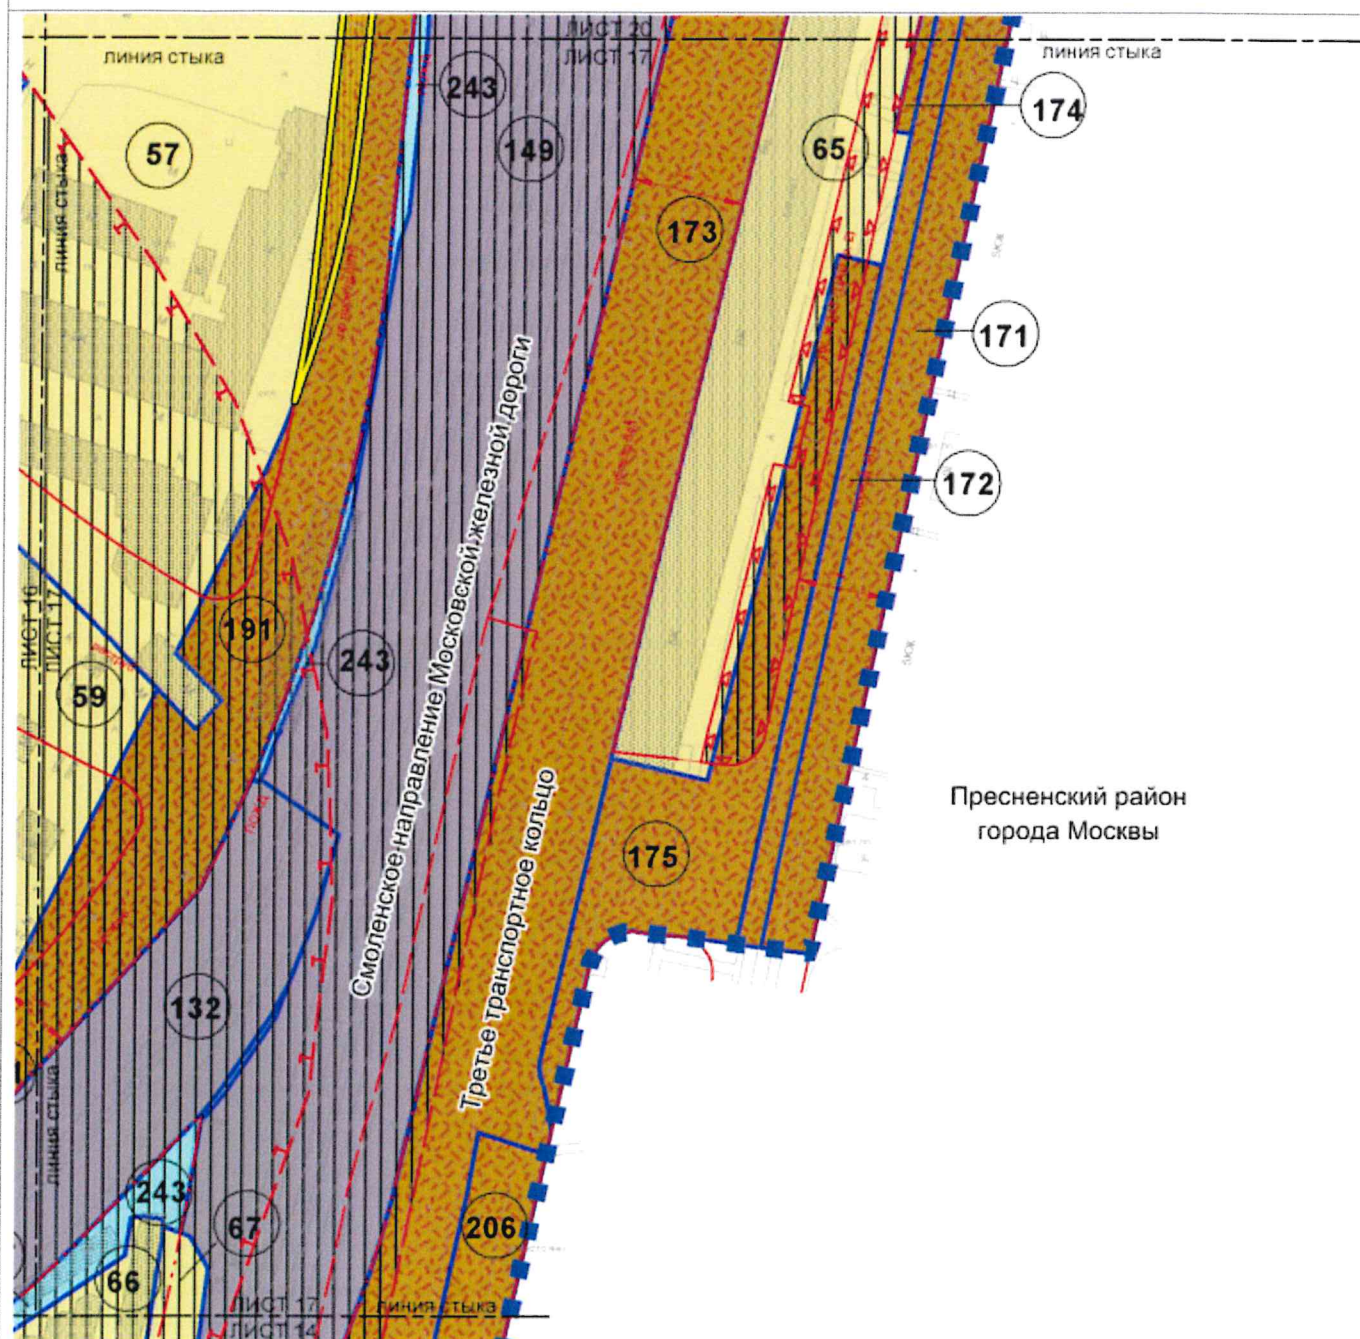 ЛИСТ 20
линия стыка
ЛИСТ 17
линия стыка
243
174
57
149
65
линия стыка
173
171
172
Смоленское направление Московской железной дороги
ЛИСТ 16
ЛИСТ 17
191
243
59
Пресненский район
города Москвы
175
Третье транспортное кольцо
132
линия стыка
243
67
206
66
ЛИСТ 17
линия стыка
ЛИСТ 14